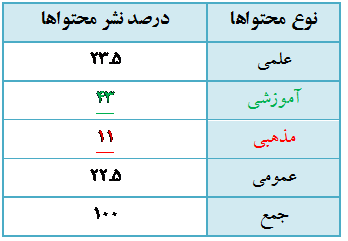 نوع محتواها	درصد نشر محتواها
علمی	۲۳.۵
آموزشی	۴۳
مذهبی	۱۱
عمومی	۲۲.۵
جمع	۱۰۰